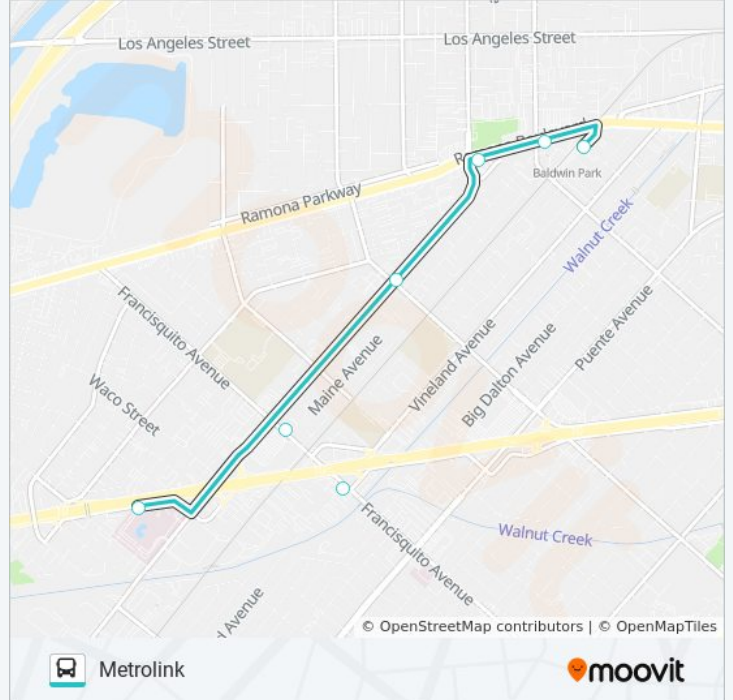 Los Angeles Street
Los Angeles Street
Ramona Parkway
Baldwin Park
Walnut Creek
Francisquito Avenue
Waco Street
Maine Avenue
Vineland Avenue
Big Dalton Avenue
Puente Avenue
Walnut Creek
Francisquito Avenue
d Avenue
© OpenStreetMap contributors | © OpenMapTiles
Metrolink
moovit